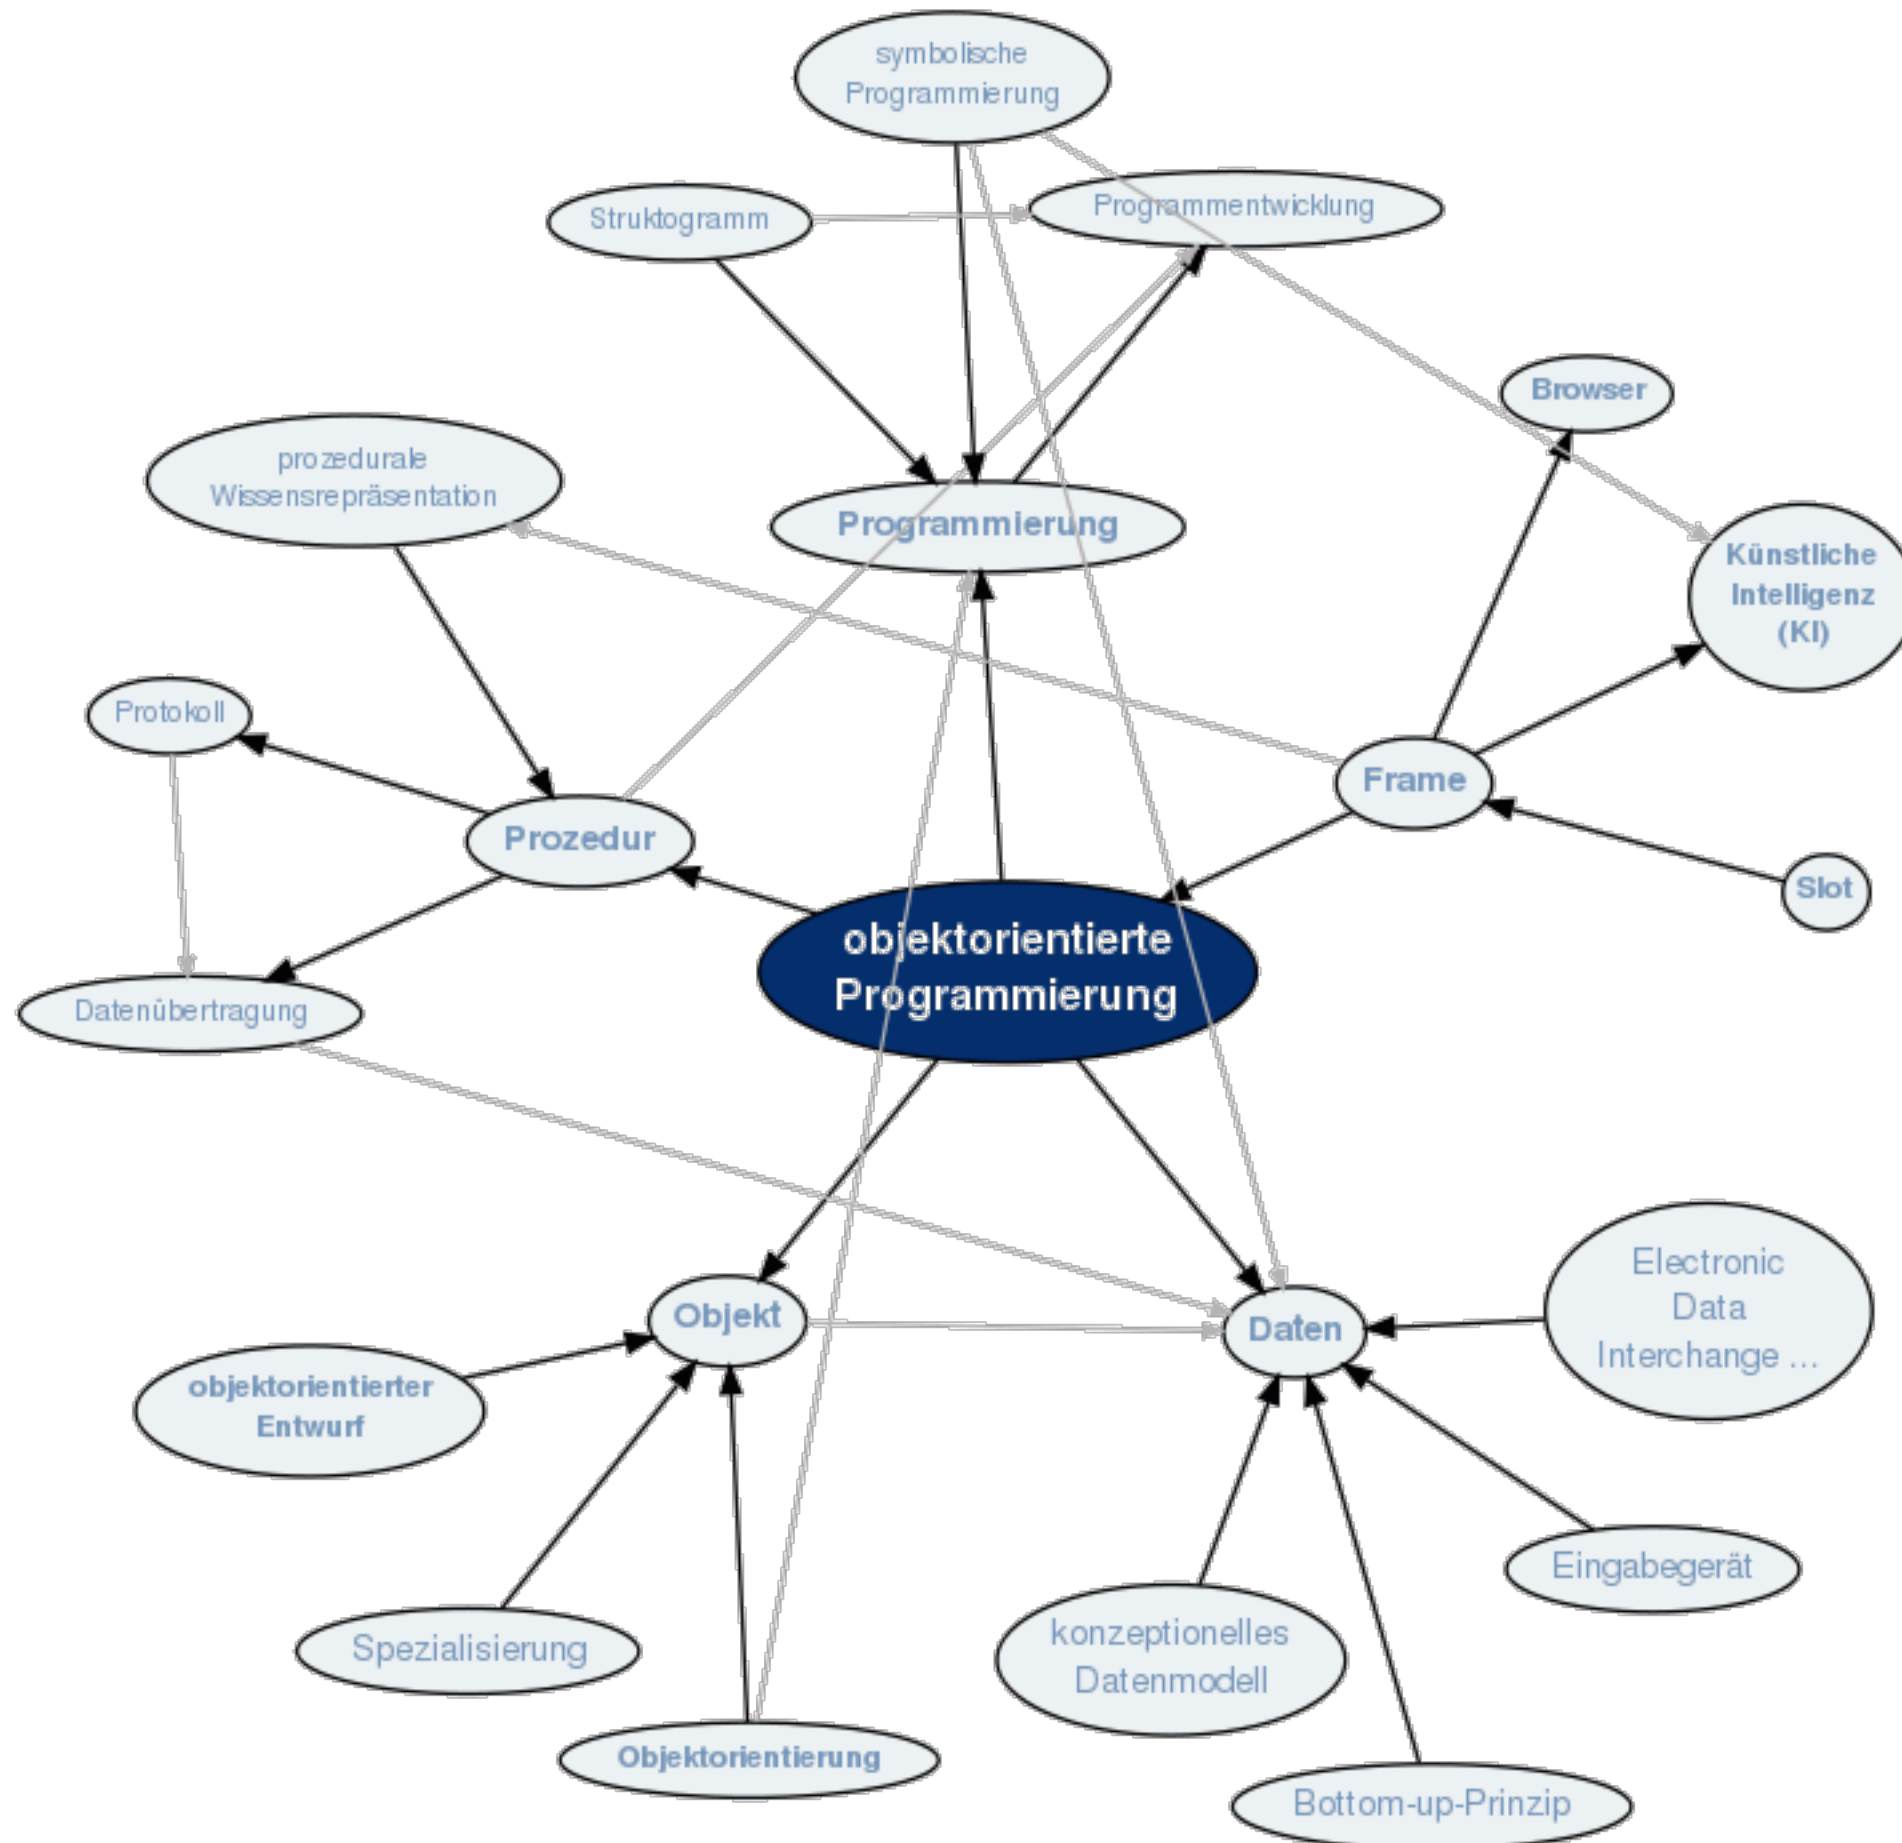 symbolische
Programmierung
Struktogramm
Programmentwicklung
Browser
prozedurale
Wissensrepräsentation
Programmierung
Künstliche
Intelligenz
(KI)
Protokoll
Frame
Prozedur
Slot
objektorientierte
Programmierung
Datenübertragung
Electronic
Data
Interchange ...
Objekt
Daten
objektorientierter
Entwurf
Eingabegerät
Spezialisierung
konzeptionelles
Datenmodell
Objektorientierung
Bottom-up-Prinzip